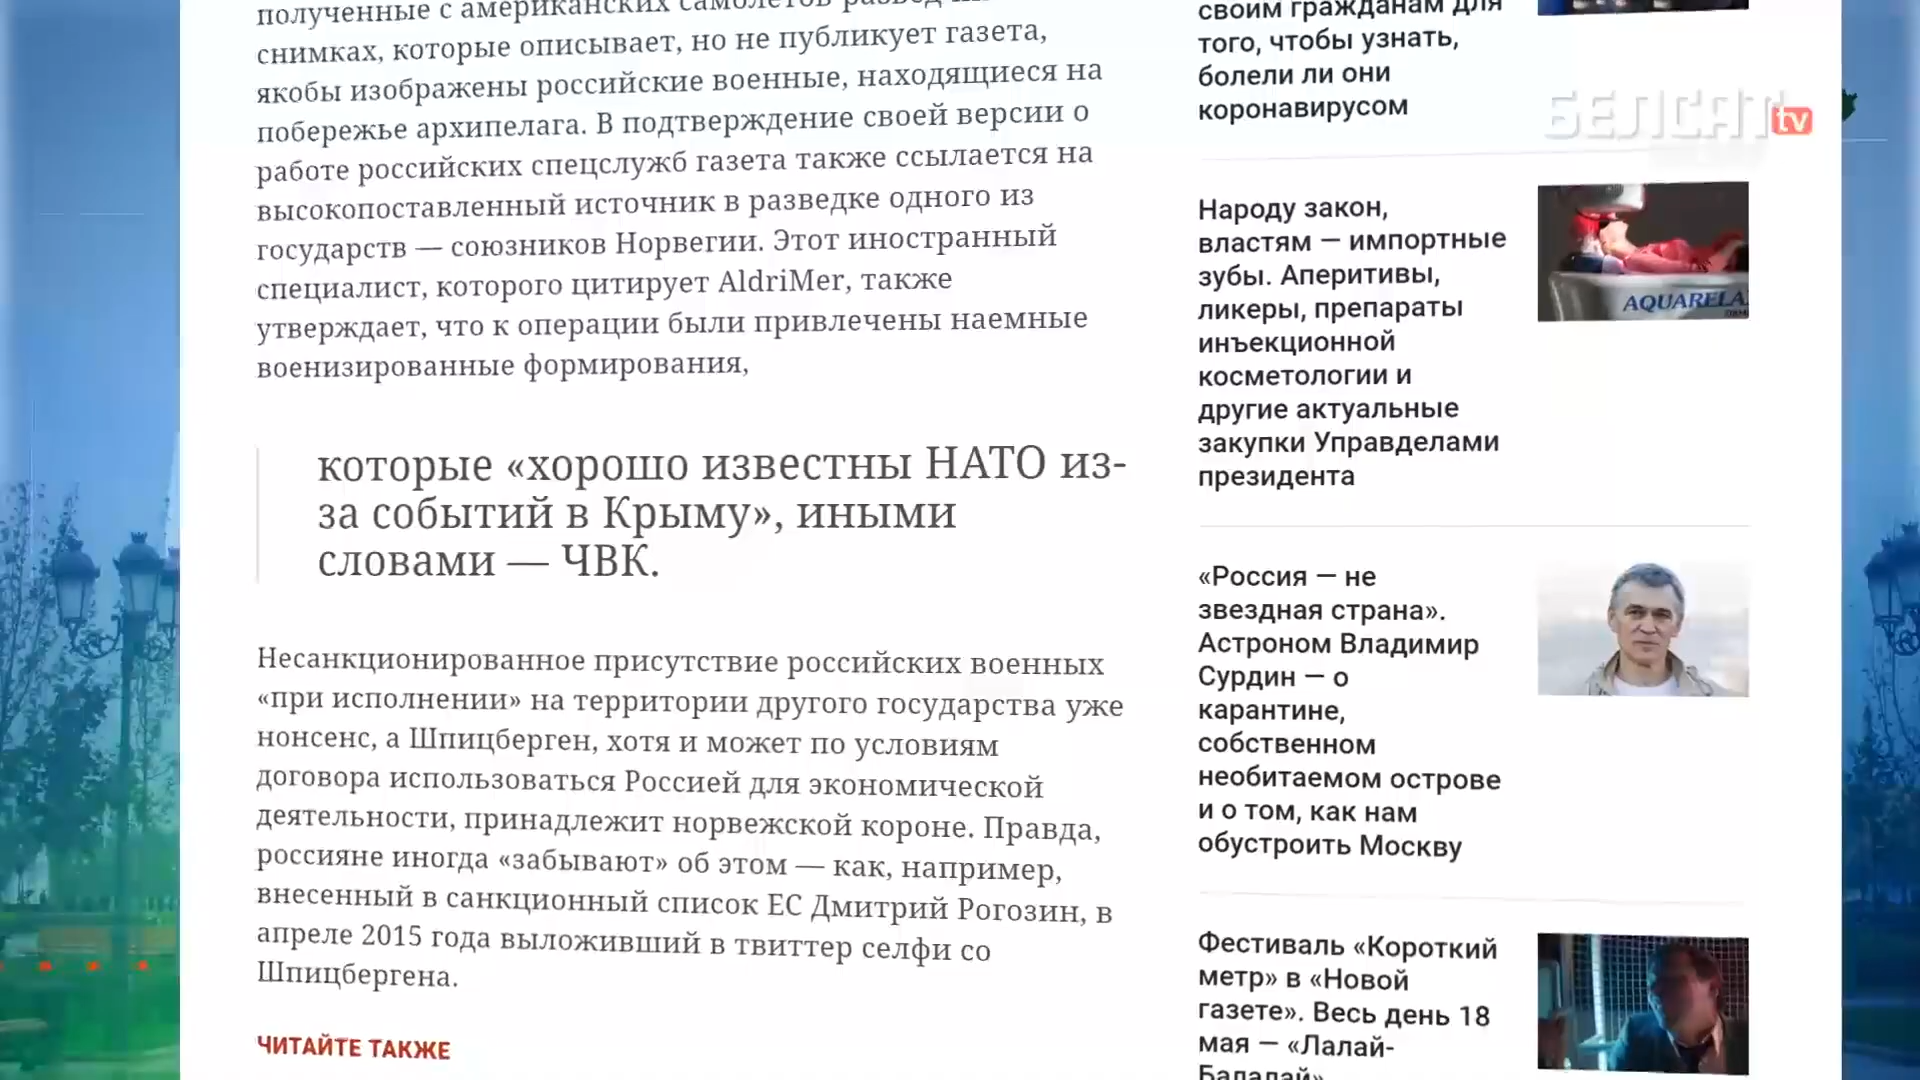 полученные с американских самолетов-развед
снимках, которые описывает, но не публикует газета,
якобы изображены российские военные, находящиеся на
побережье архипелага. В подтверждение своей версии о
работе российских спецслужб газета также ссылается на
высокопоставленный источник в разведке одного из
государств — союзников Норвегии. Этот иностранный
специалист, которого цитирует AldriMer, также
утверждает, что к операции были привлечены наемные
военизированные формирования,
которые «хорошо известны НАТО из-
за событий в Крыму», иными
словами — ЧВК.
Несанкционированное присутствие российских военных
«при исполнении» на территории другого государства уже
нонсенс, а Шпицберген, хотя и может по условиям
договора использоваться Россией для экономической
деятельности, принадлежит норвежской короне. Правда,
россияне иногда «забывают» об этом — как, например,
внесенный в санкционный список ЕС Дмитрий Рогозин, в
апреле 2015 года выложивший в твиттер селфи со
Шпицбергена.
ЧИТАЙТЕ ТАКЖЕ
своим гражданам для
того, чтобы узнать,
болели ли они
коронавирусом
Народу закон,
властям — импортные
зубы. Аперитивы,
ликеры, препараты
инъекционной
косметологии и
другие актуальные
закупки Управделами
президента
AQUARELA
«Россия — не
звездная страна».
Астроном Владимир
Сурдин — о
карантине,
собственном
необитаемом острове
и о том, как нам
обустроить Москву
Фестиваль «Короткий
метр» в «Новой
газете». Весь день 18
мая — «Лалай-
Балалай»
БЕЛСАТ tv